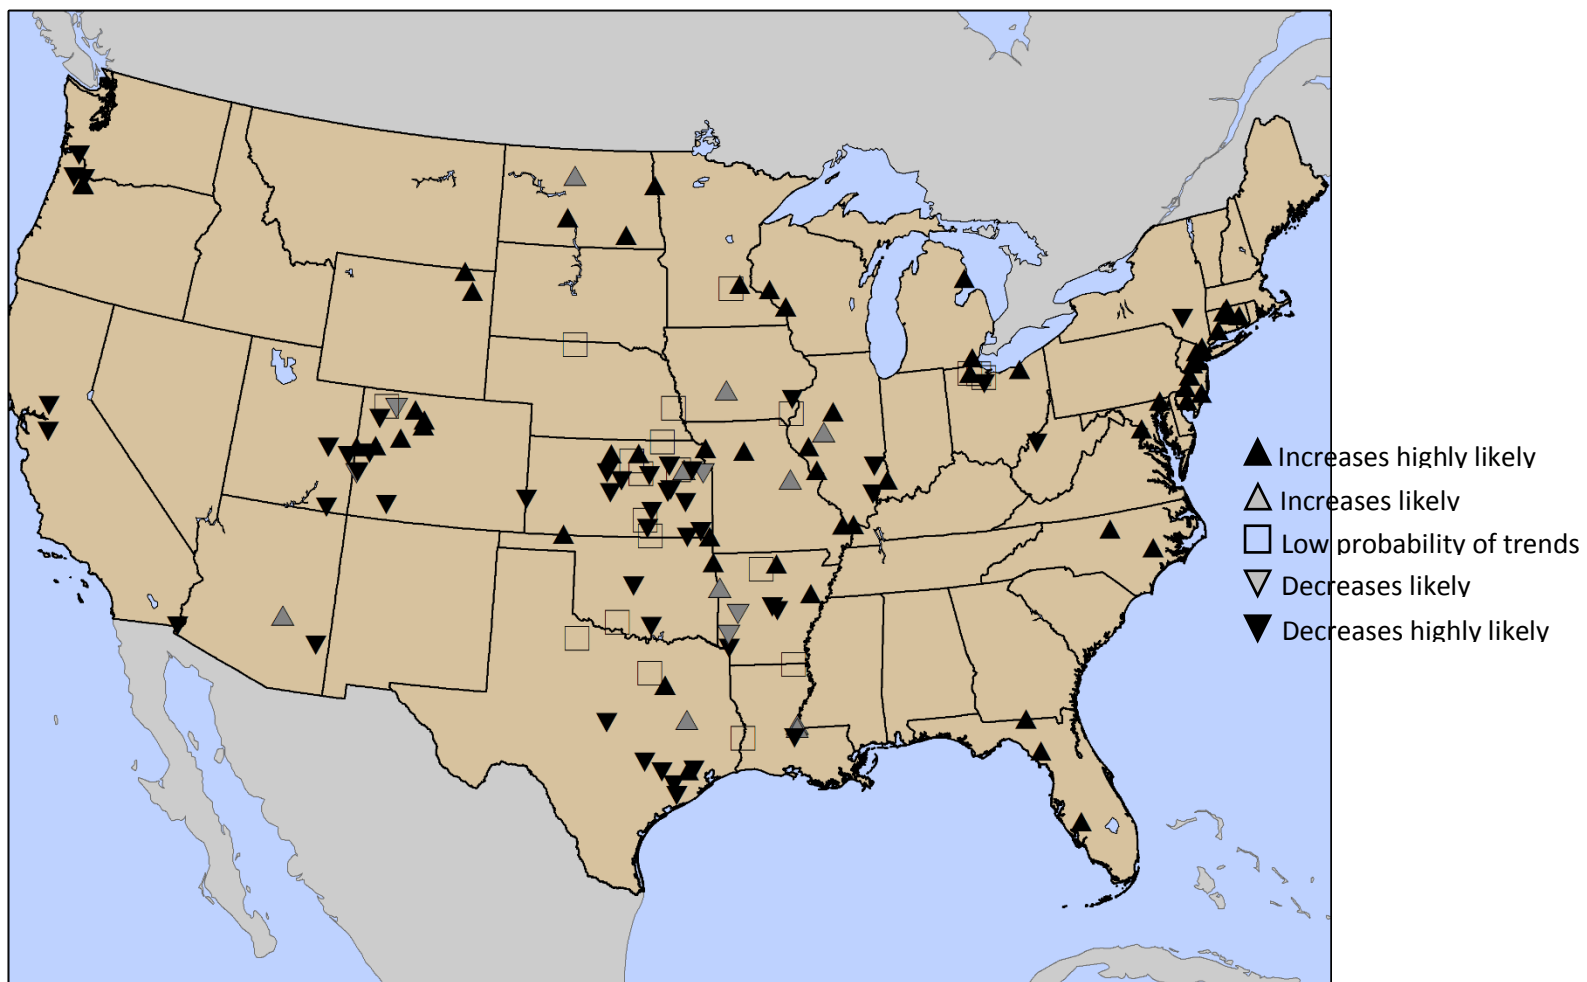 Increases highly likely
Increases likely
Low probability of trends
Decreases likely
Decreases highly likely